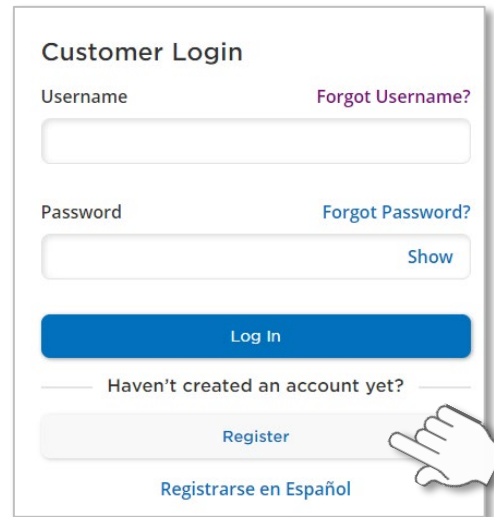 Customer Login
Username Forgot Username?
Password Forgot Password?
Show
Log In
Haven't created an account yet?
Register
Registrarse en Español